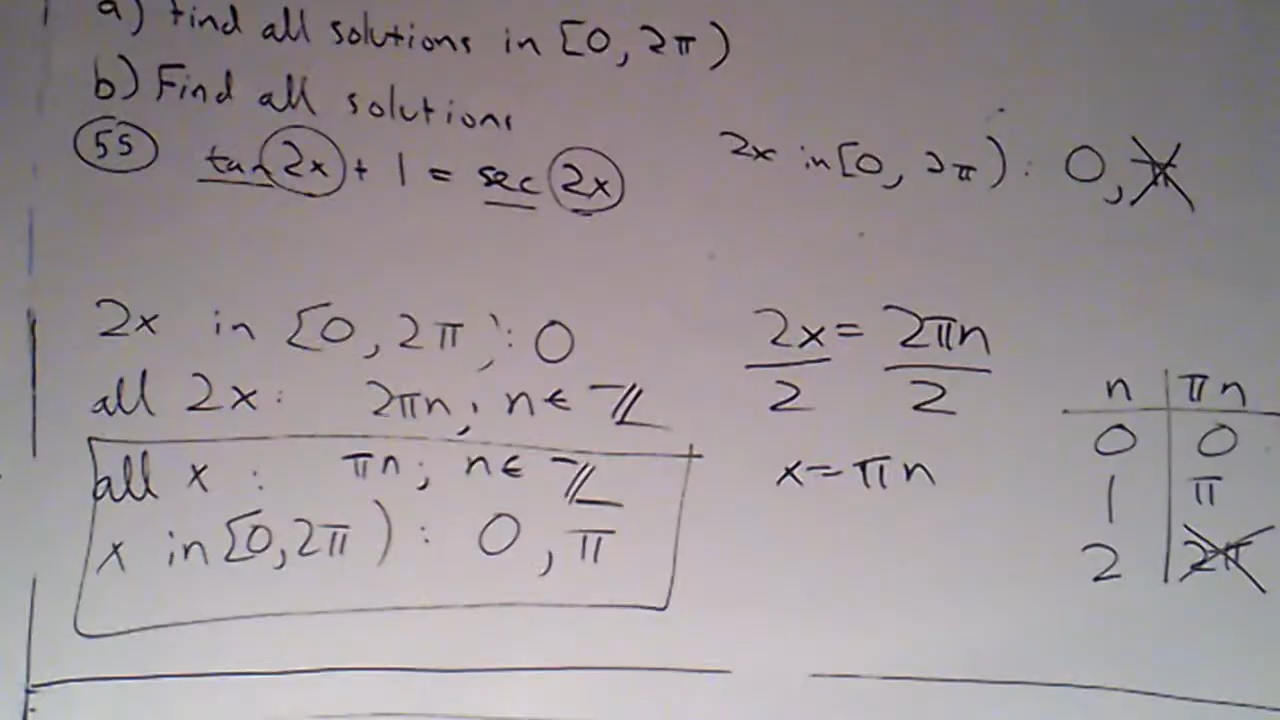 a) Find all solutions in [0, 2π)
b) Find all solutions
55 tan 2x + 1 = sec 2x
2x in [0, 2π): 0, π
2x in [0, 2π): 0
all 2x: 2πn; n∈ℤ
all x: πn; n∈ℤ
x in [0, 2π): 0, π
2x = 2πn
2 2
x = πn
n πn
0 0
1 π
2 2π